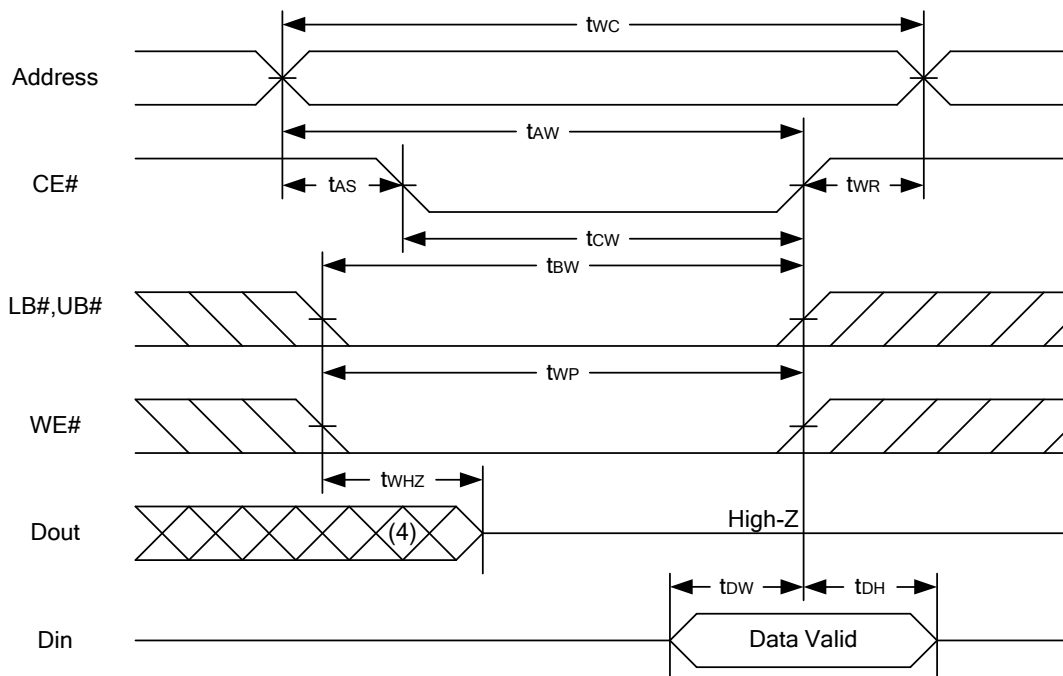 tWC
Address
tAW
CE#
tAS
tWR
tCW
tBW
LB#,UB#
tWP
WE#
tWHZ
Dout
(4)
High-Z
tDW
tDH
Din
Data Valid